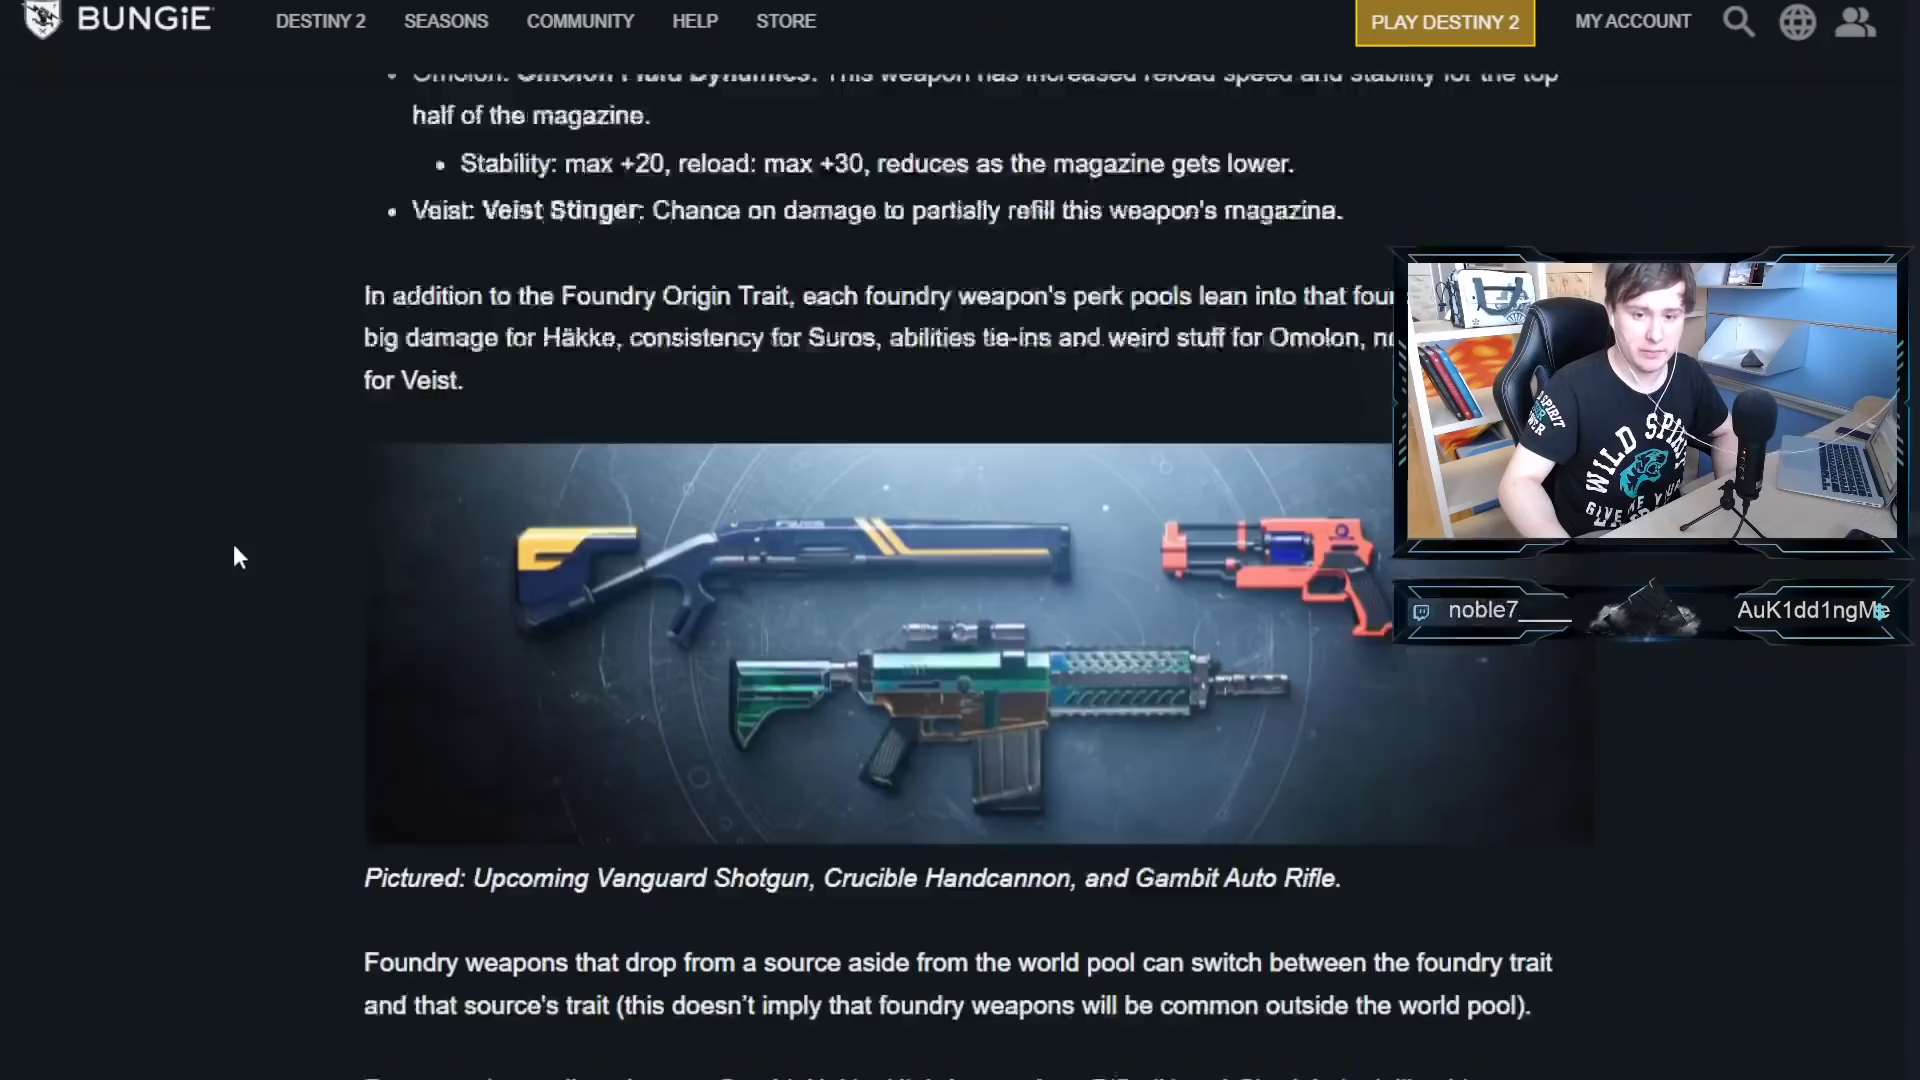 BUNGiE DESTINY 2 SEASONS COMMUNITY HELP STORE PLAY DESTINY 2 MY ACCOUNT
• Omolon: Omolon Fluid Dynamics: This weapon has increased reload speed and stability for the top
half of the magazine.
• Stability: max +20, reload: max +30, reduces as the magazine gets lower.
• Veist: Veist Stinger: Chance on damage to partially refill this weapon's magazine.
In addition to the Foundry Origin Trait, each foundry weapon's perk pools lean into that
big damage for Häkke, consistency for Suros, abilities tie-ins and weird stuff for Omolon,
for Veist.
WILD SPIRIT
GIVE ME
noble7____ AuK1dd1ngMe
Pictured: Upcoming Vanguard Shotgun, Crucible Handcannon, and Gambit Auto Rifle.
Foundry weapons that drop from a source aside from the world pool can switch between the foundry trait
and that source's trait (this doesn't imply that foundry weapons will be common outside the world pool).